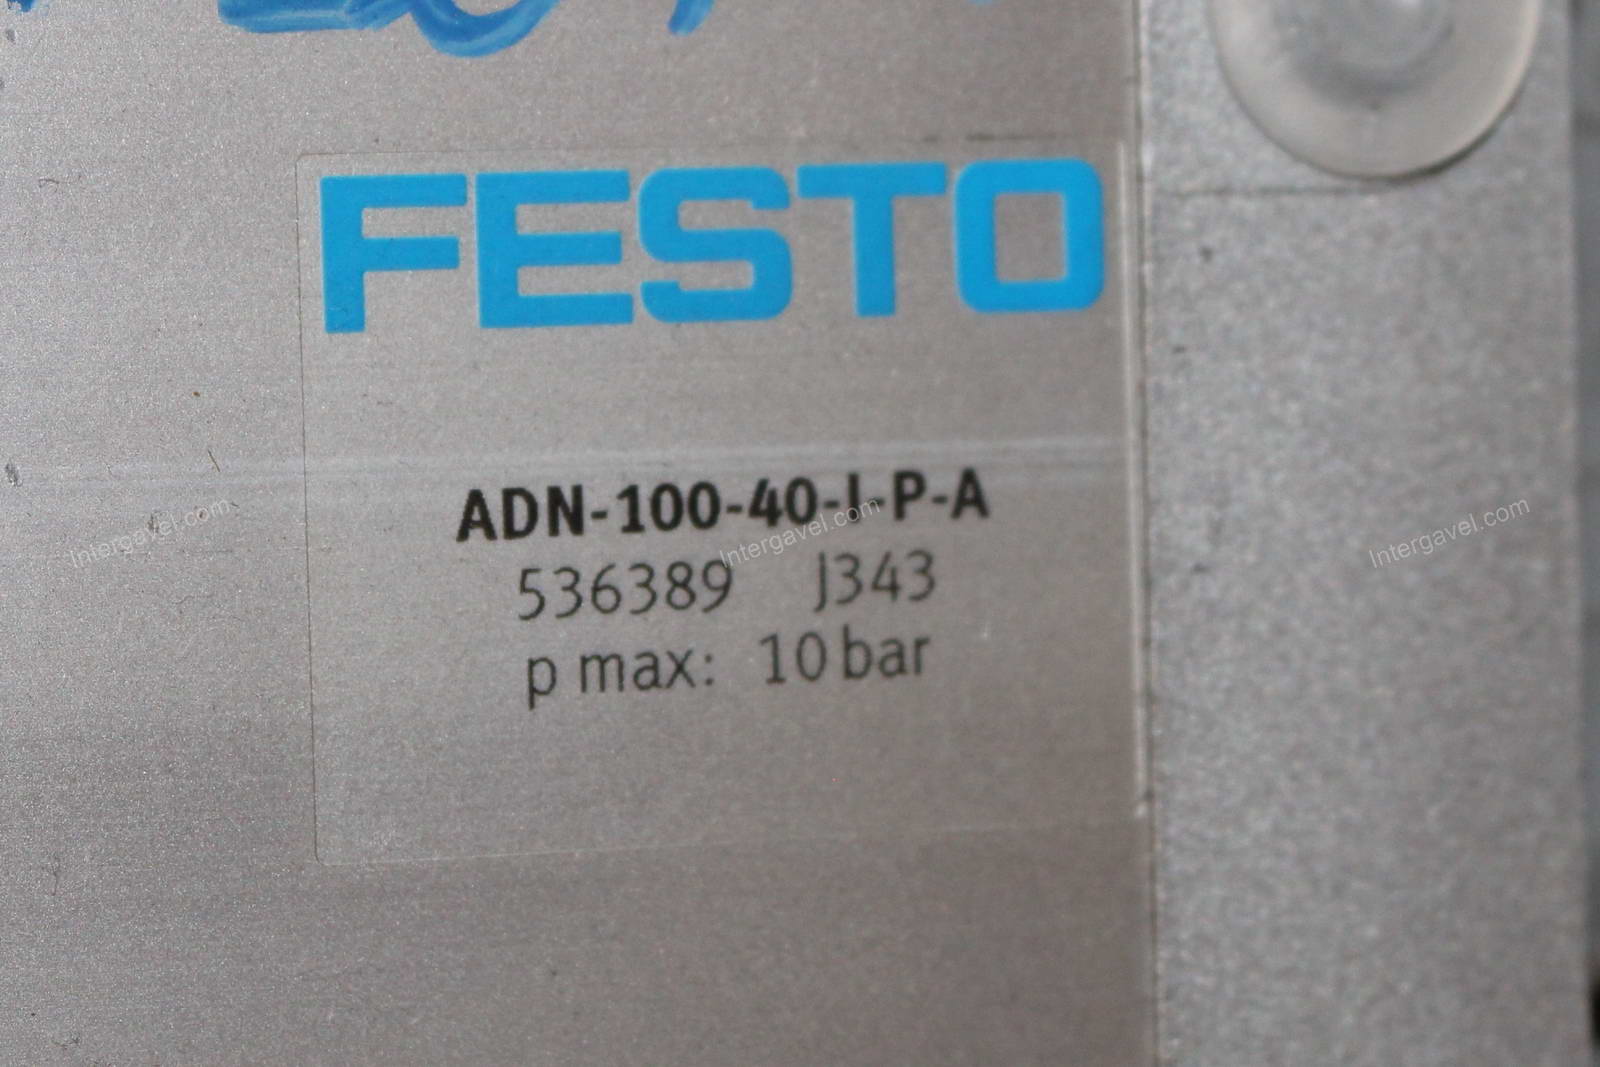 FESTO
ADN-100-40-I-P-A
536389 J343
p max: 10 bar
Intergavel.com
Intergavel.com
Intergavel.com